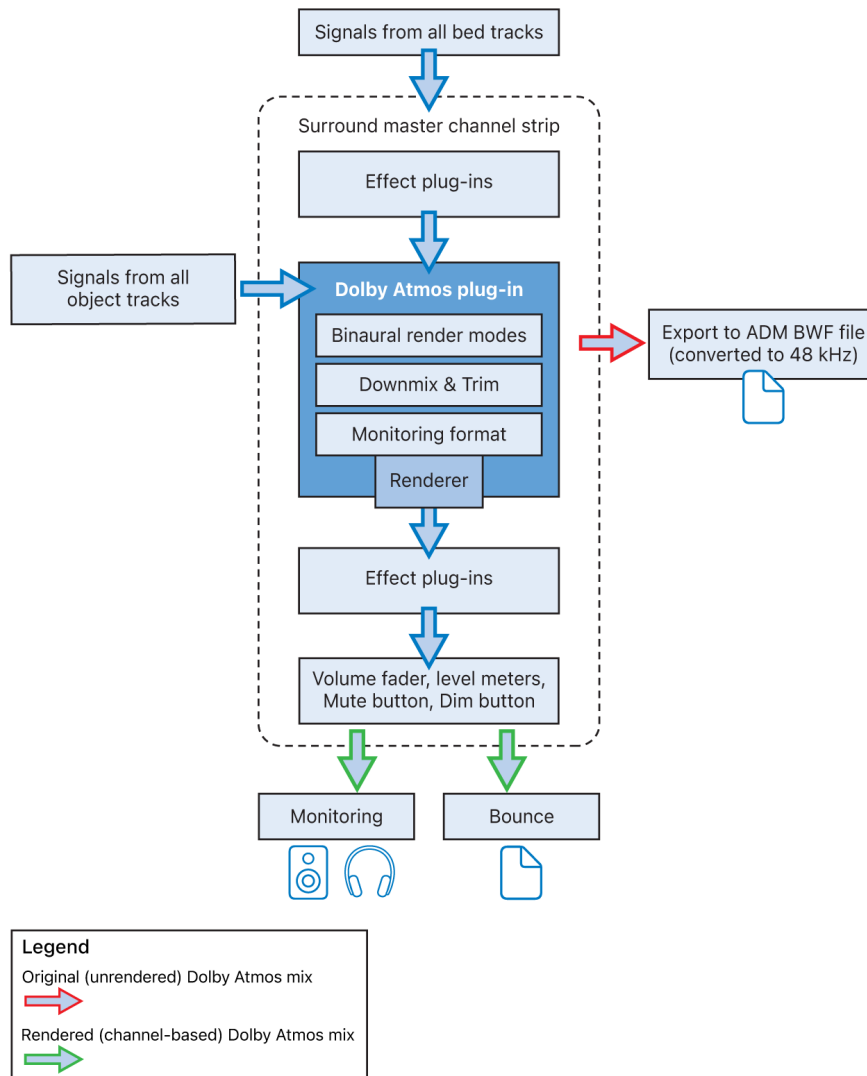 Signals from all bed tracks
Surround master channel strip
Effect plug-ins
Signals from all
object tracks
Dolby Atmos plug-in
Binaural render modes
Downmix & Trim
Monitoring format
Renderer
Export to ADM BWF file
(converted to 48 kHz)
Effect plug-ins
Volume fader, level meters,
Mute button, Dim button
Monitoring
Bounce
Legend
Original (unrendered) Dolby Atmos mix
Rendered (channel-based) Dolby Atmos mix